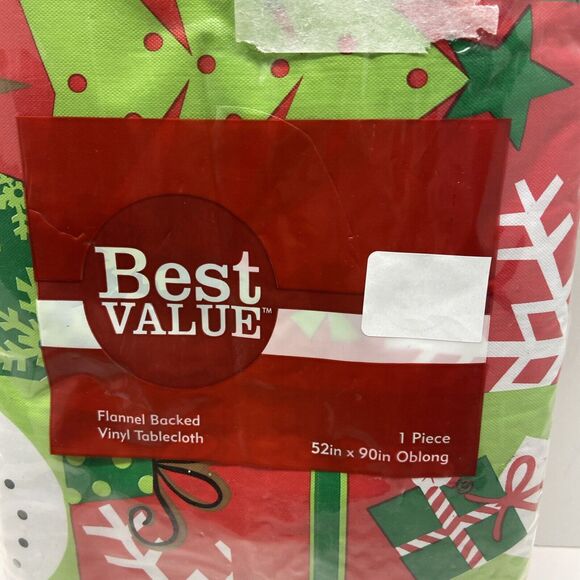 Best
VALUE™
Flannel Backed
Vinyl Tablecloth
1 Piece
52in x 90in Oblong